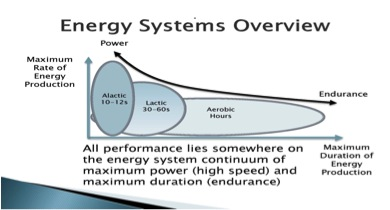 Energy Systems Overview
Power
Maximum
Rate of
Energy
Production
Alactic
10-12s
Lactic
30-60s
Aerobic
Hours
Endurance
All performance lies somewhere on
the energy system continuum of
maximum power (high speed) and
maximum duration (endurance)
Maximum
Duration of
Energy
Production